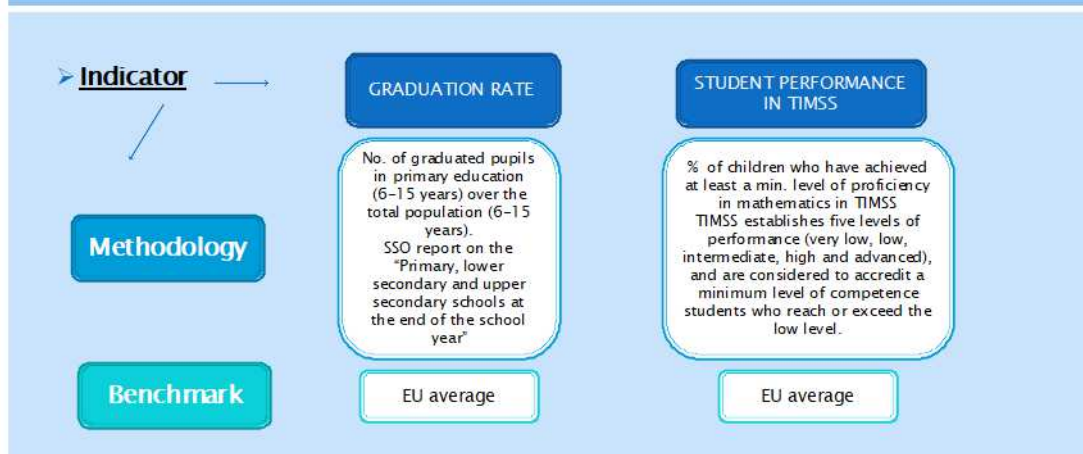 ➢ Indicator
GRADUATION RATE
STUDENT PERFORMANCE
IN TIMSS
Methodology
No. of graduated pupils
in primary education
(6-15 years) over the
total population (6-15
years).
SSO report on the
"Primary, lower
secondary and upper
secondary schools at
the end of the school
year"
% of children who have achieved
at least a min. level of proficiency
in mathematics in TIMSS
TIMSS establishes five levels of
performance (very low, low,
intermediate, high and advanced),
and are considered to accredit a
minimum level of competence
students who reach or exceed the
low level.
Benchmark
EU average
EU average